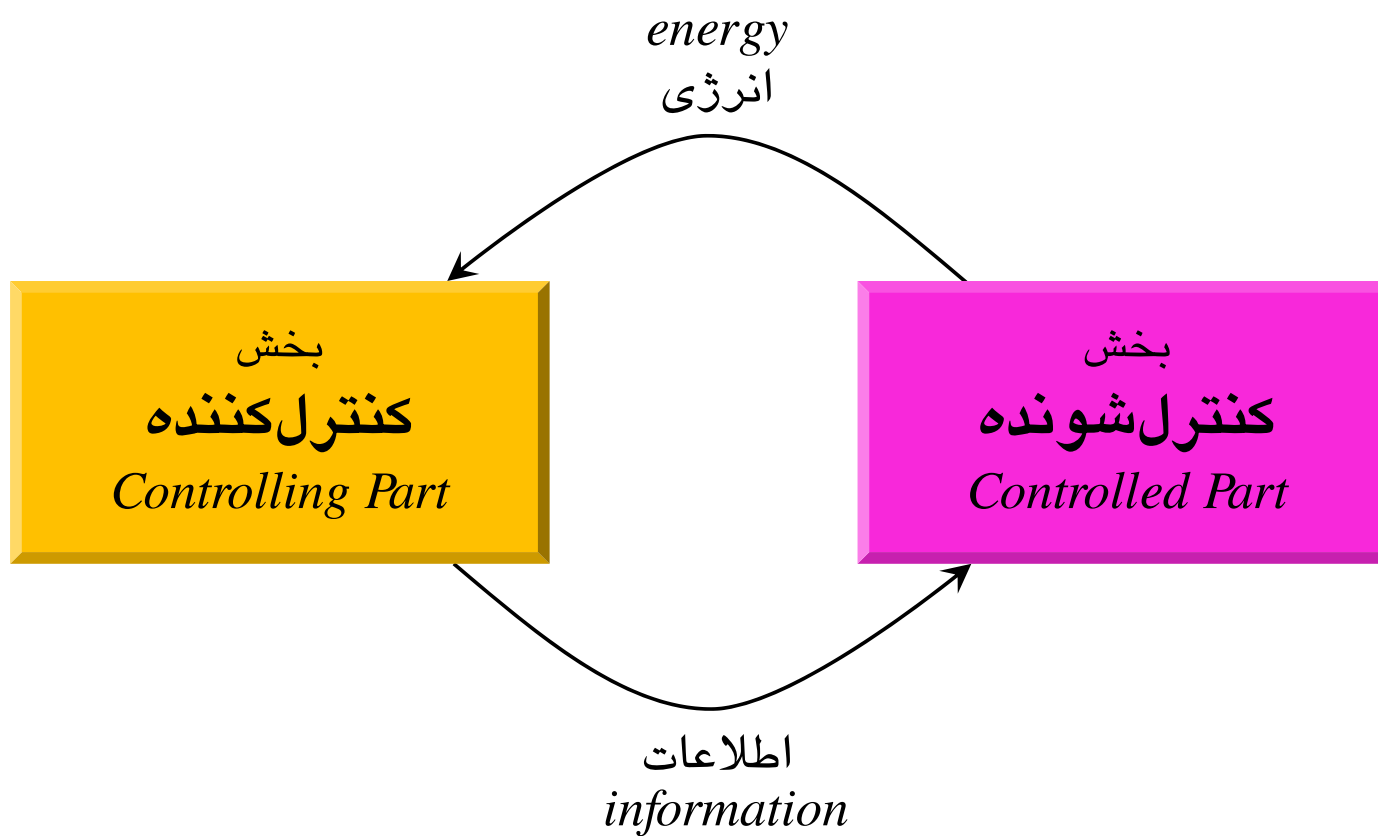 energy
انرژی
بخش
کنترل‌کننده
Controlling Part
بخش
کنترل‌شونده
Controlled Part
اطلاعات
information